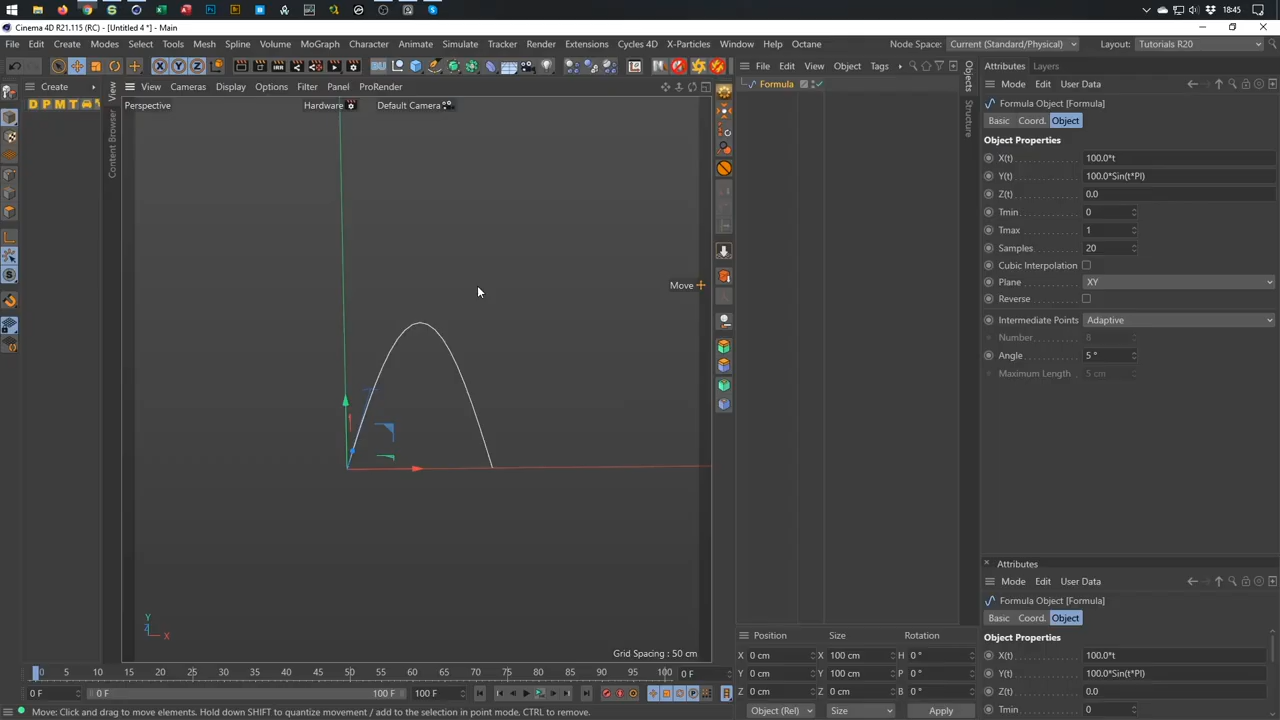 18:45
Cinema 4D R21.115 (RC) - [Untitled 4 *] - Main
File Edit Create Modes Select Tools Mesh Spline Volume MoGraph Character Animate Simulate Tracker Render Extensions Cycles 4D X-Particles Window Help Octane
Node Space: Current (Standard/Physical) Layout: Tutorials R20
Create View Cameras Display Options Filter Panel ProRender
File Edit View Object Tags
Attributes Layers
Mode Edit User Data
D P M T
View
Content Browser
Perspective Hardware Default Camera
Formula
Objects
Structure
Formula Object [Formula]
Basic Coord. Object
Object Properties
X(t) 100.0*t
Y(t) 100.0*Sin(t*PI)
Z(t) 0.0
Tmin 0
Tmax 1
Samples 20
Cubic Interpolation
Plane XY
Reverse
Intermediate Points Adaptive
Number 8
Angle 5 °
Maximum Length 5 cm
Move
Y
Z
X
Grid Spacing : 50 cm
Attributes
Mode Edit User Data
Formula Object [Formula]
Basic Coord. Object
Object Properties
X(t) 100.0*t
Y(t) 100.0*Sin(t*PI)
Z(t) 0.0
Tmin 0
Position Size Rotation
X 0 cm X 100 cm H 0 °
Y 0 cm Y 100 cm P 0 °
Z 0 cm Z 0 cm B 0 °
Object (Rel) Size Apply
0 5 10 15 20 25 30 35 40 45 50 55 60 65 70 75 80 85 90 95 100 0 F
0 F 0 F 100 F 100 F
Move: Click and drag to move elements. Hold down SHIFT to quantize movement / add to the selection in point mode, CTRL to remove.